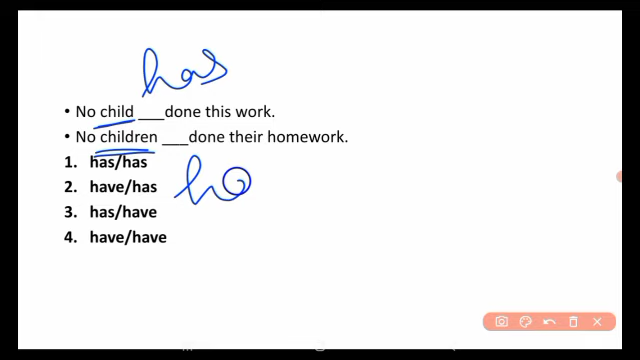 has
• No child ___done this work.
• No children ___done their homework.
1. has/has
2. have/has
ha
3. has/have
4. have/have